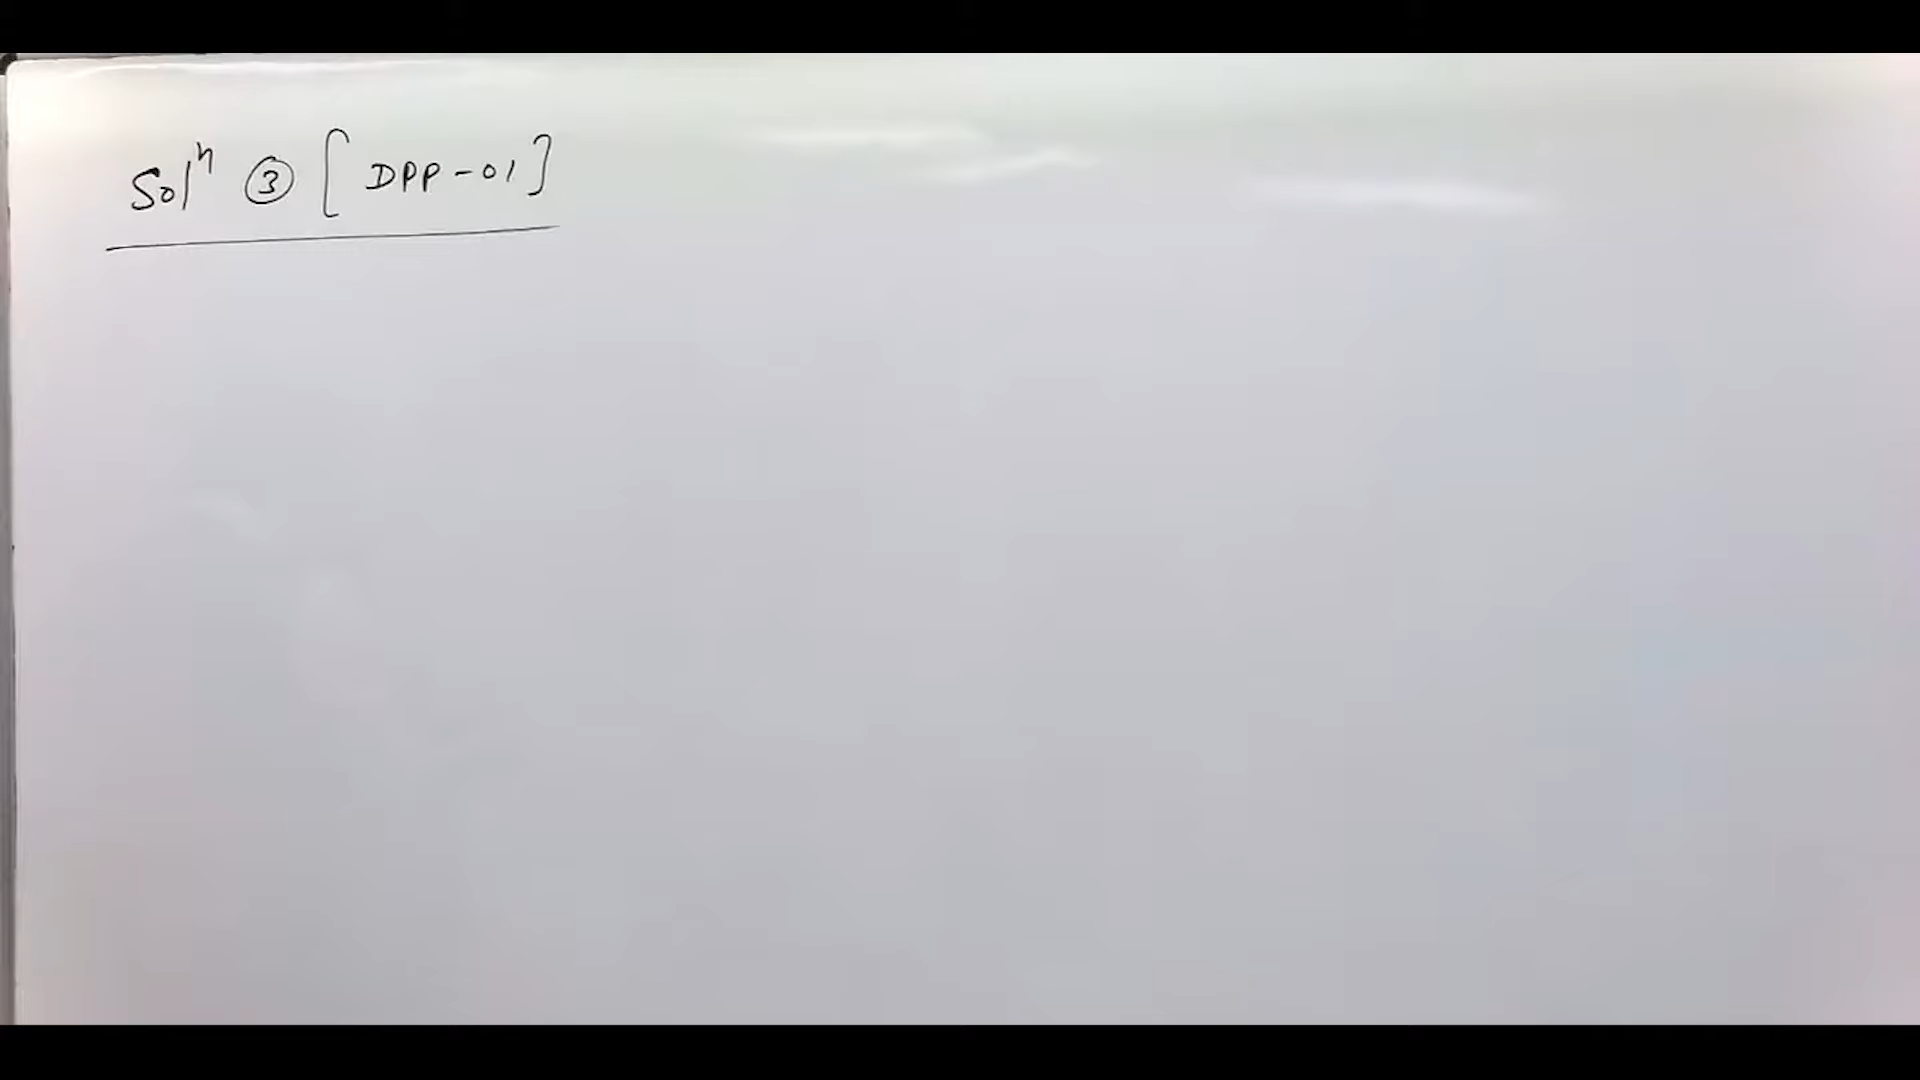 Solⁿ ③ [ DPP-01 ]